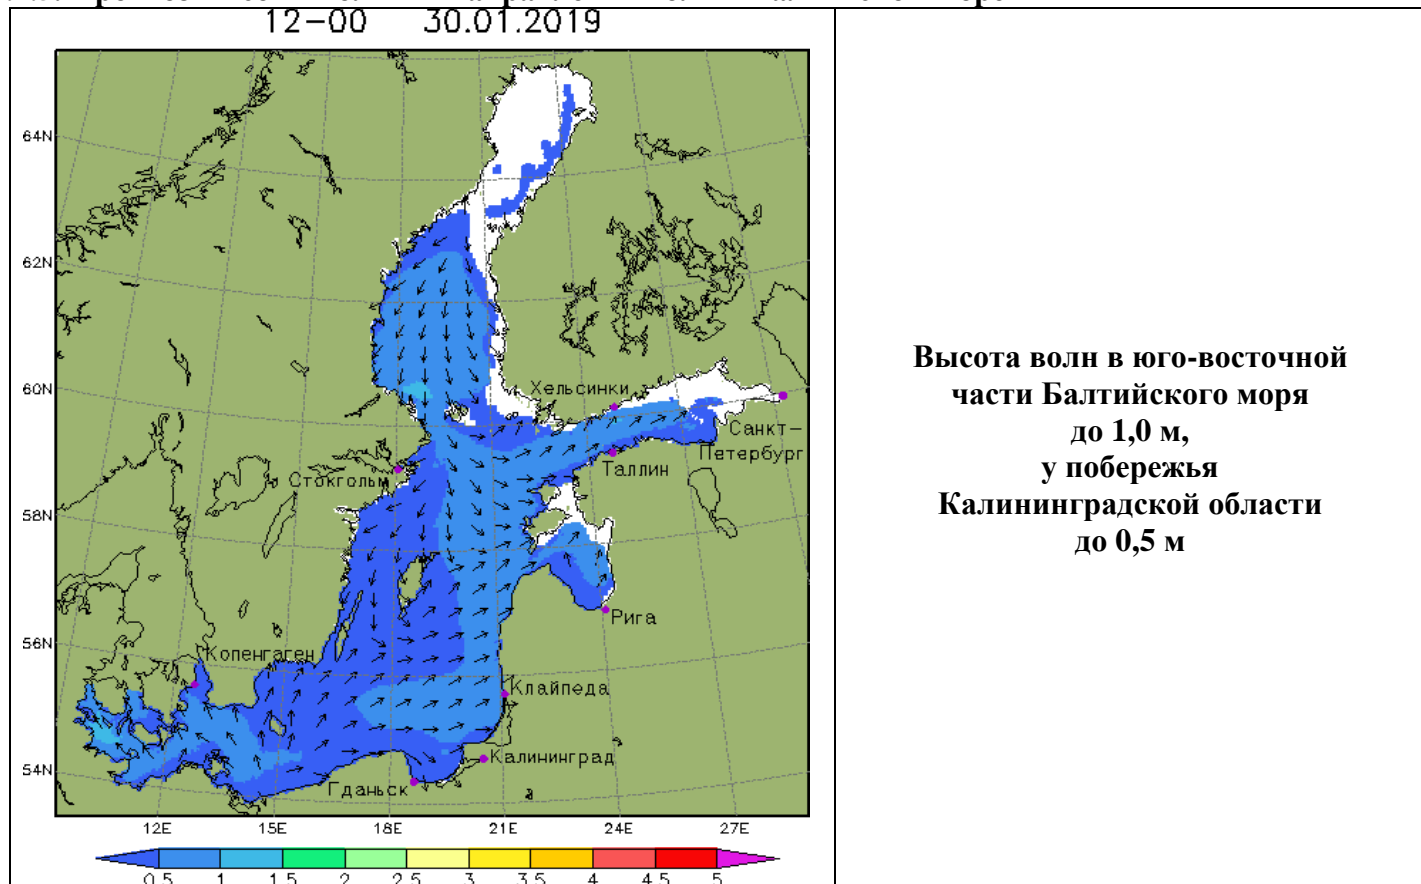 12-00 30.01.2019
64N
62N
60N
58N
56N
54N
Хельсинки
Санкт-
Петербург
Таллин
Стокгольм
Рига
Копенгаген
Клайпеда
Калининград
Гданьск
12E 15E 18E 21E 24E 27E
0.5 1 1.5 2 2.5 3 3.5 4 4.5 5
Высота волн в юго-восточной
части Балтийского моря
до 1,0 м,
у побережья
Калининградской области
до 0,5 м